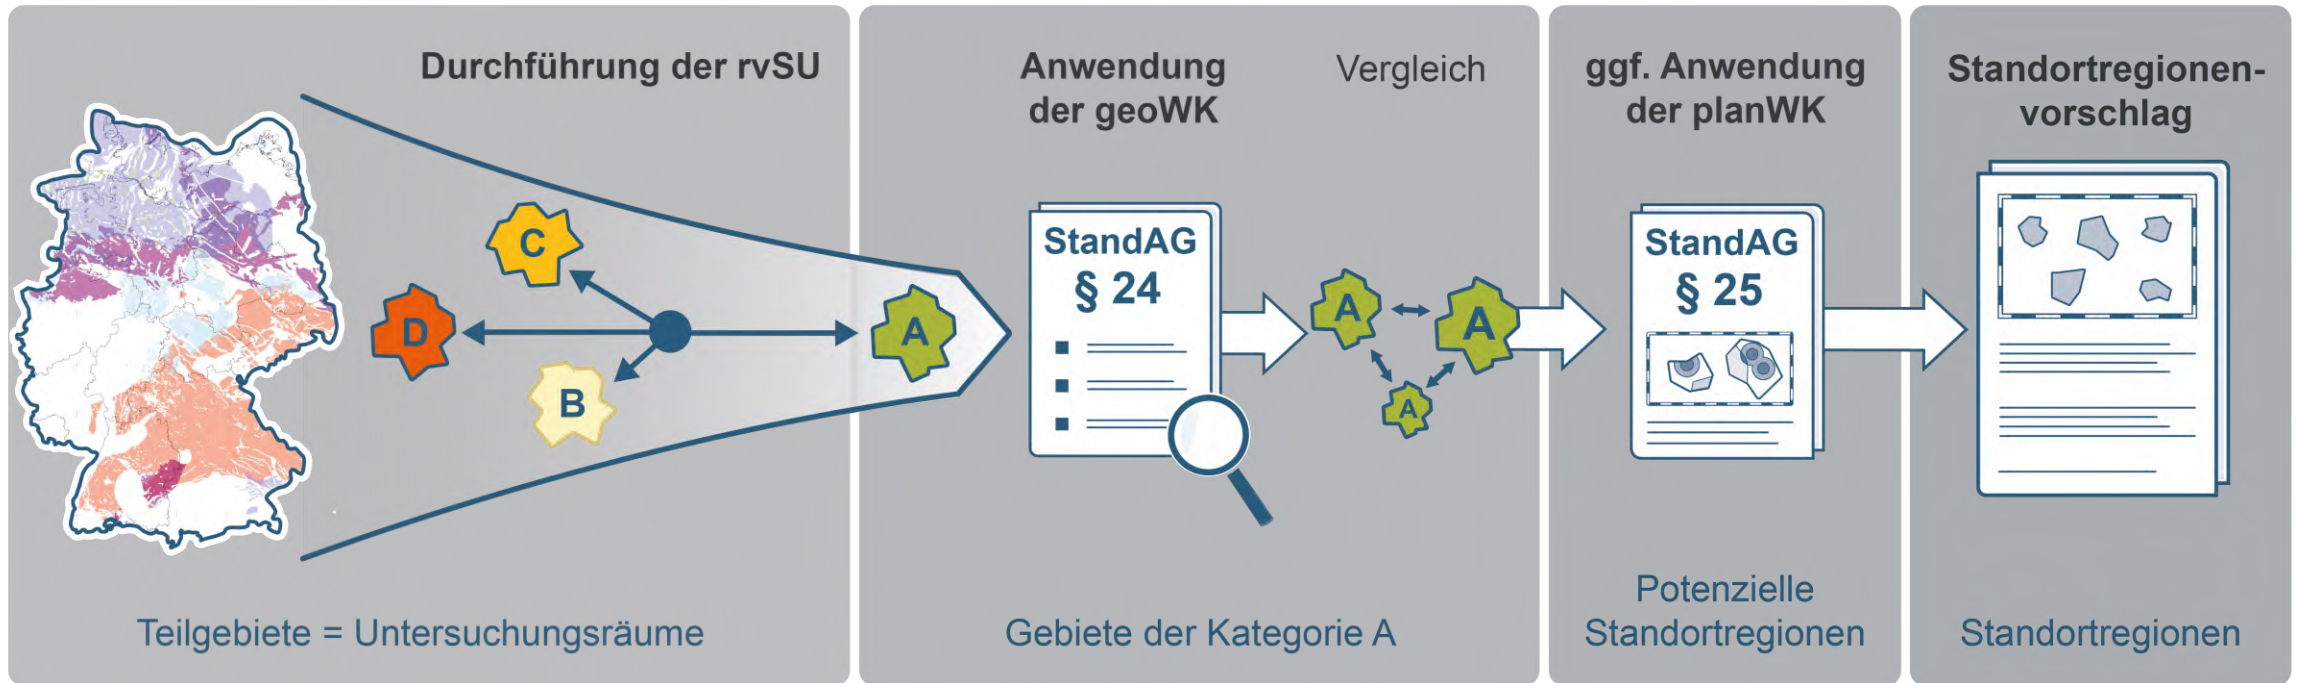 Durchführung der rvSU
D
C
B
A
Teilgebiete = Untersuchungsräume
Anwendung
der geoWK
Vergleich
StandAG
§ 24
A
A
A
Gebiete der Kategorie A
ggf. Anwendung
der planWK
StandAG
§ 25
Potenzielle
Standortregionen
Standortregionen-
vorschlag
Standortregionen